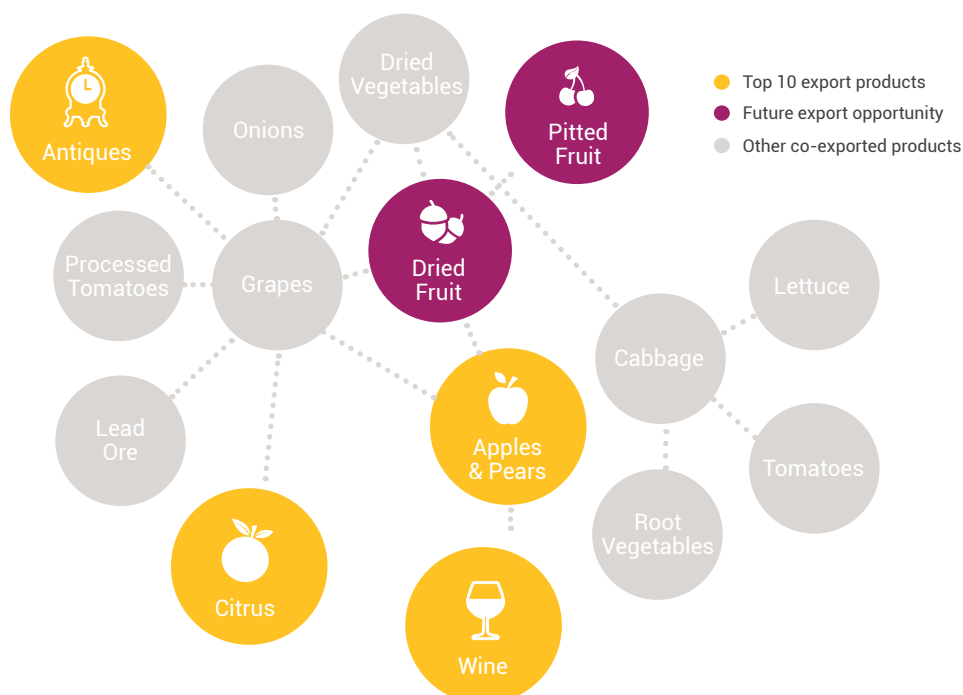 Antiques
Onions
Dried
Vegetables
Pitted
Fruit
Top 10 export products
Future export opportunity
Other co-exported products
Processed
Tomatoes
Grapes
Dried
Fruit
Lettuce
Cabbage
Lead
Ore
Apples
& Pears
Tomatoes
Root
Vegetables
Citrus
Wine